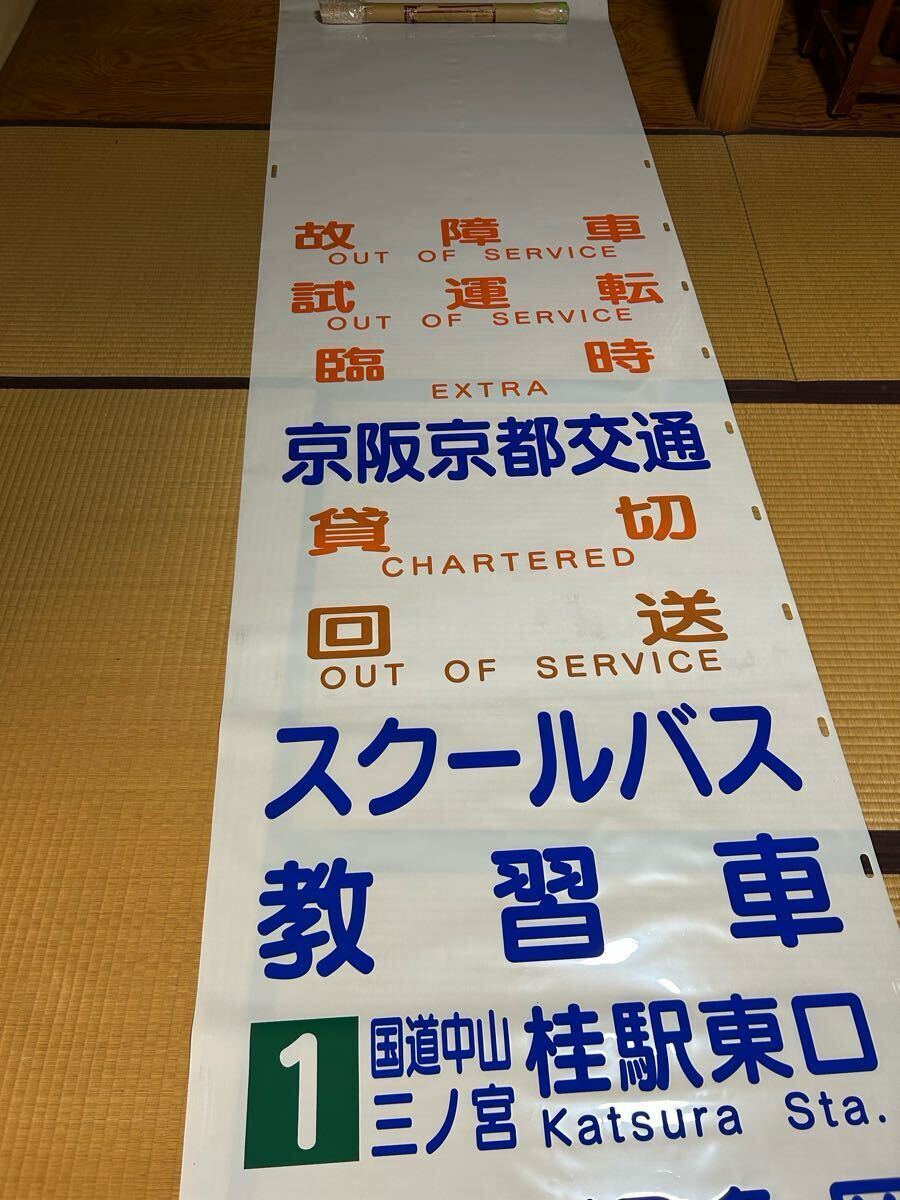 故障車
OUT OF SERVICE
試運転
OUT OF SERVICE
臨時
EXTRA
京阪京都交通
貸切
CHARTERED
回送
OUT OF SERVICE
スクールバス
教習車
1 国道中山 桂駅東口
三ノ宮 Katsura Sta.